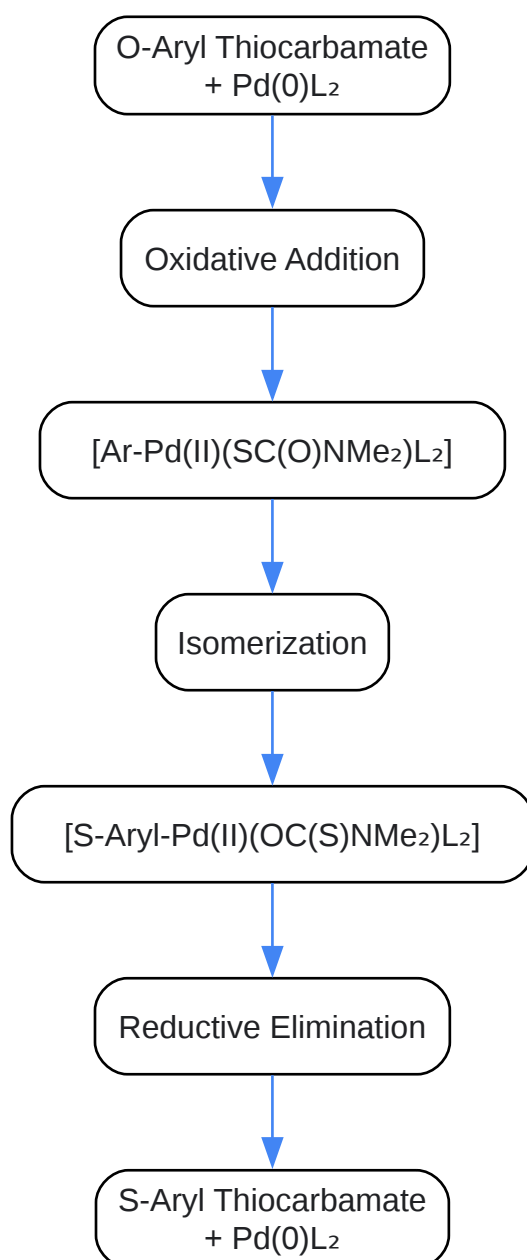 O-Aryl Thiocarbamate
+ Pd(0)L₂
Oxidative Addition
[Ar-Pd(II)(SC(O)NMe₂)L₂]
Isomerization
[S-Aryl-Pd(II)(OC(S)NMe₂)L₂]
Reductive Elimination
S-Aryl Thiocarbamate
+ Pd(0)L₂